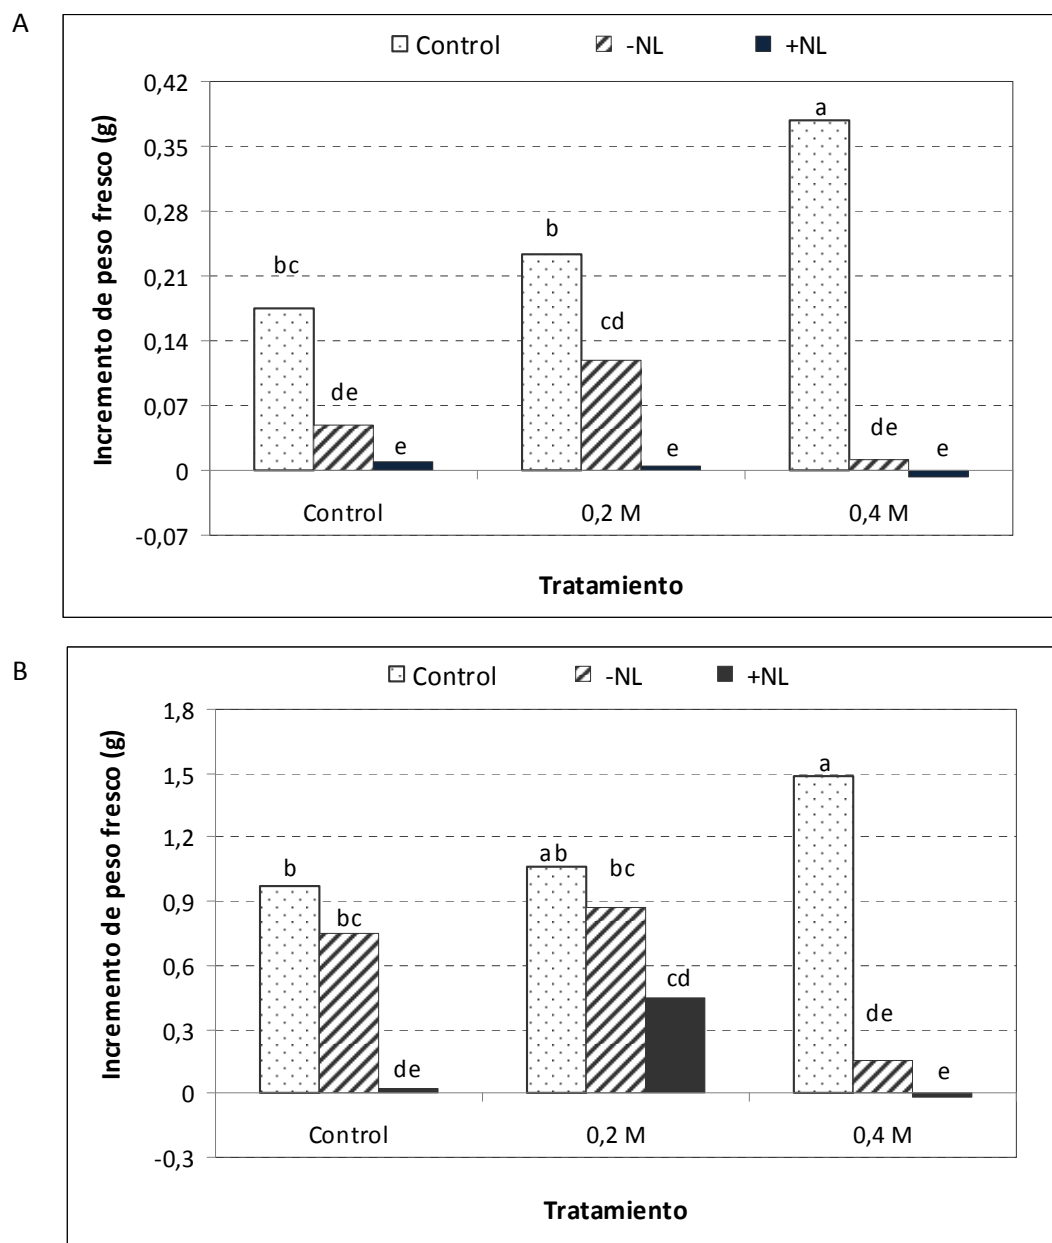 A
Control -NL +NL
Incremento de peso fresco (g)
0,42
0,35
0,28
0,21
0,14
0,07
0
-0,07
bc de e b cd e a de e
Control 0,2 M 0,4 M
Tratamiento
B
Control -NL +NL
Incremento de peso fresco (g)
1,8
1,5
1,2
0,9
0,6
0,3
0
-0,3
b bc de ab bc cd a de e
Control 0,2 M 0,4 M
Tratamiento